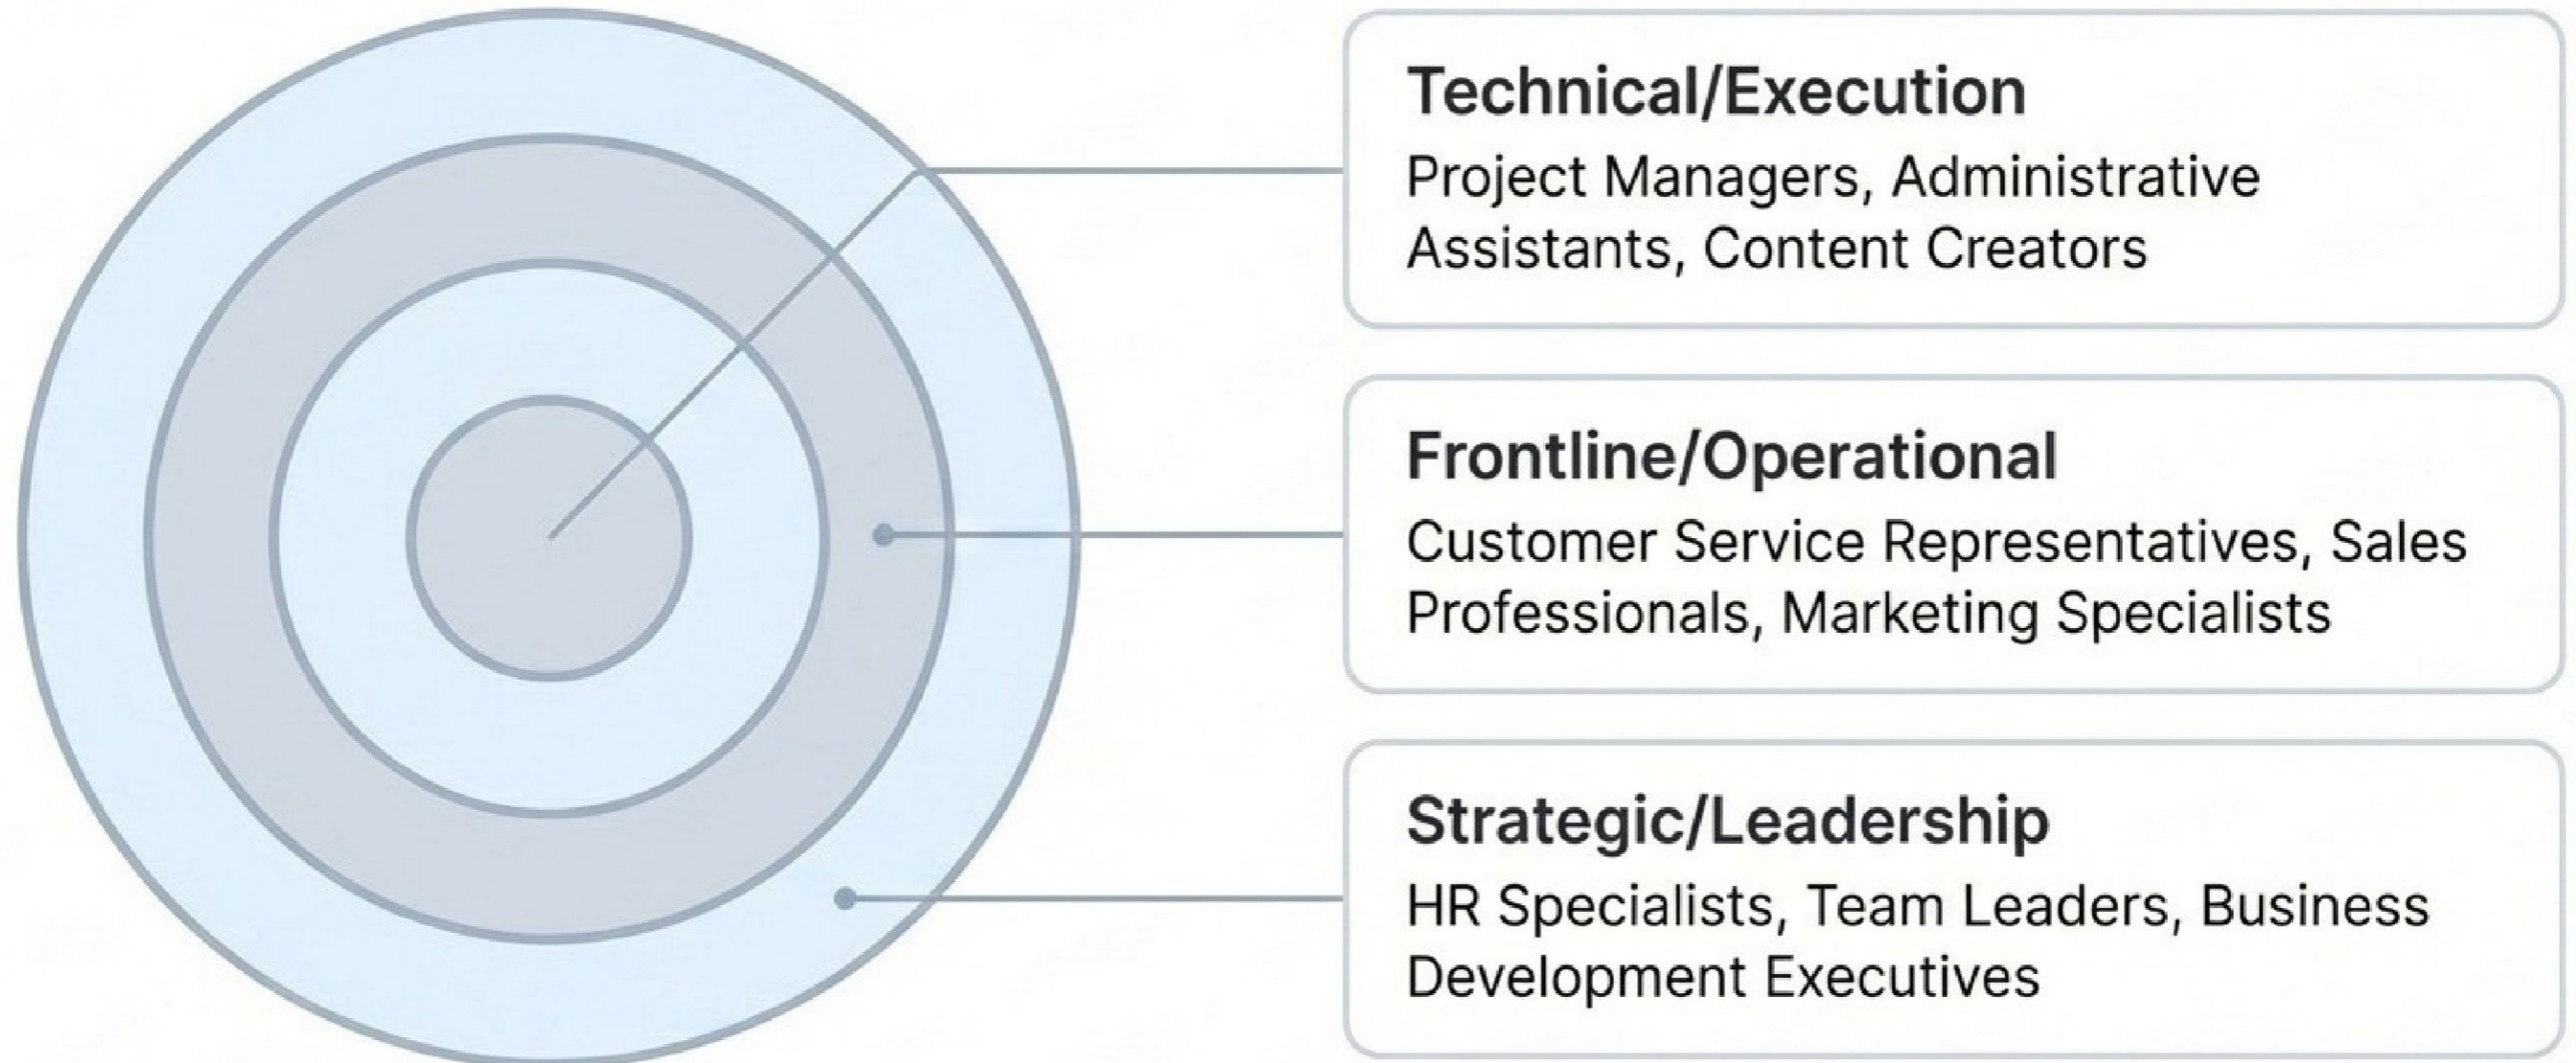 Technical/Execution
Project Managers, Administrative
Assistants, Content Creators
Frontline/Operational
Customer Service Representatives, Sales
Professionals, Marketing Specialists
Strategic/Leadership
HR Specialists, Team Leaders, Business
Development Executives